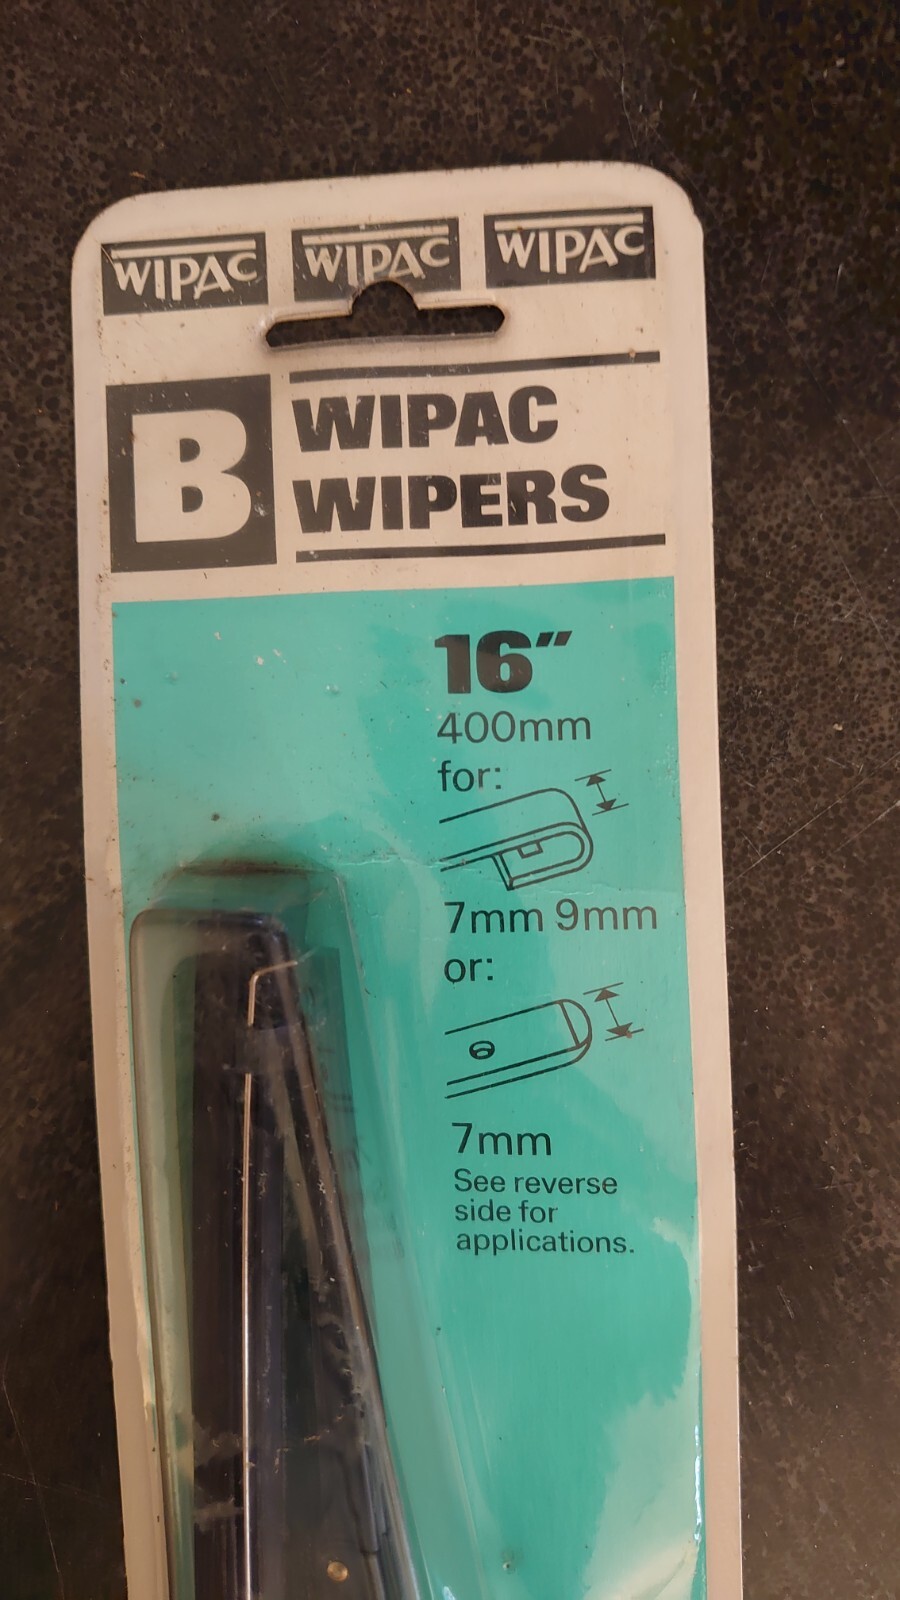 WIPAC WIPAC WIPAC
B
WIPAC
WIPERS
16"
400mm
for:
7mm 9mm
or:
7mm
See reverse
side for
applications.